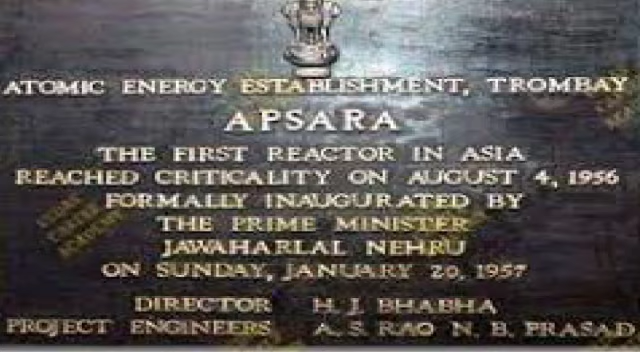 ATOMIC ENERGY ESTABLISHMENT, TROMBAY
APSARA
THE FIRST REACTOR IN ASIA
REACHED CRITICALITY ON AUGUST 4, 1956
FORMALLY INAUGURATED BY
THE PRIME MINISTER
JAWAHARLAL NEHRU
ON SUNDAY, JANUARY 20, 1957
DIRECTOR H. J. BHABHA
PROJECT ENGINEERS A. S. RAO N. B. PRASAD